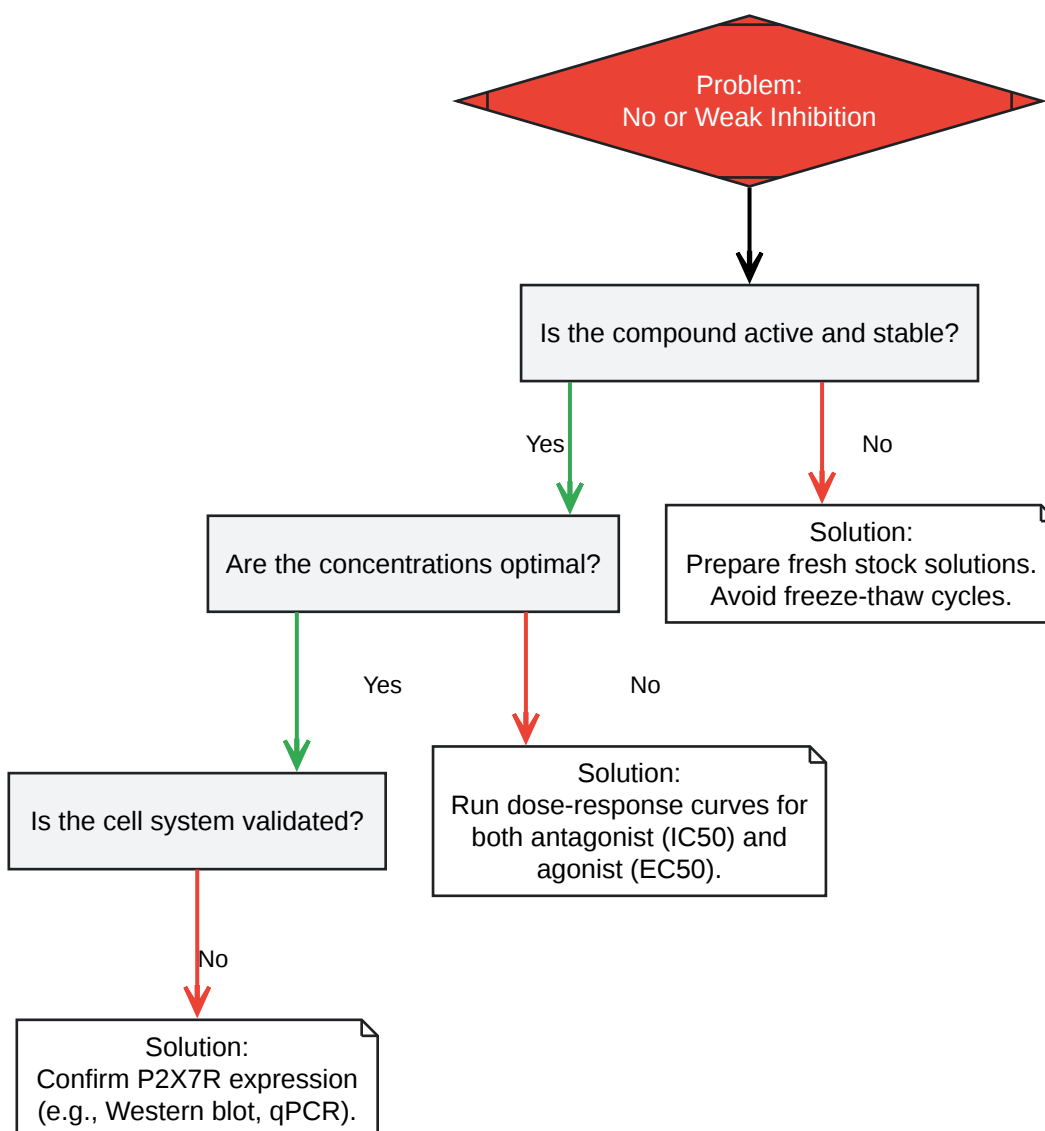 Problem:
No or Weak Inhibition
Is the compound active and stable?
Yes
No
Solution:
Prepare fresh stock solutions.
Avoid freeze-thaw cycles.
Are the concentrations optimal?
Yes
No
Solution:
Run dose-response curves for
both antagonist (IC50) and
agonist (EC50).
Is the cell system validated?
No
Solution:
Confirm P2X7R expression
(e.g., Western blot, qPCR).